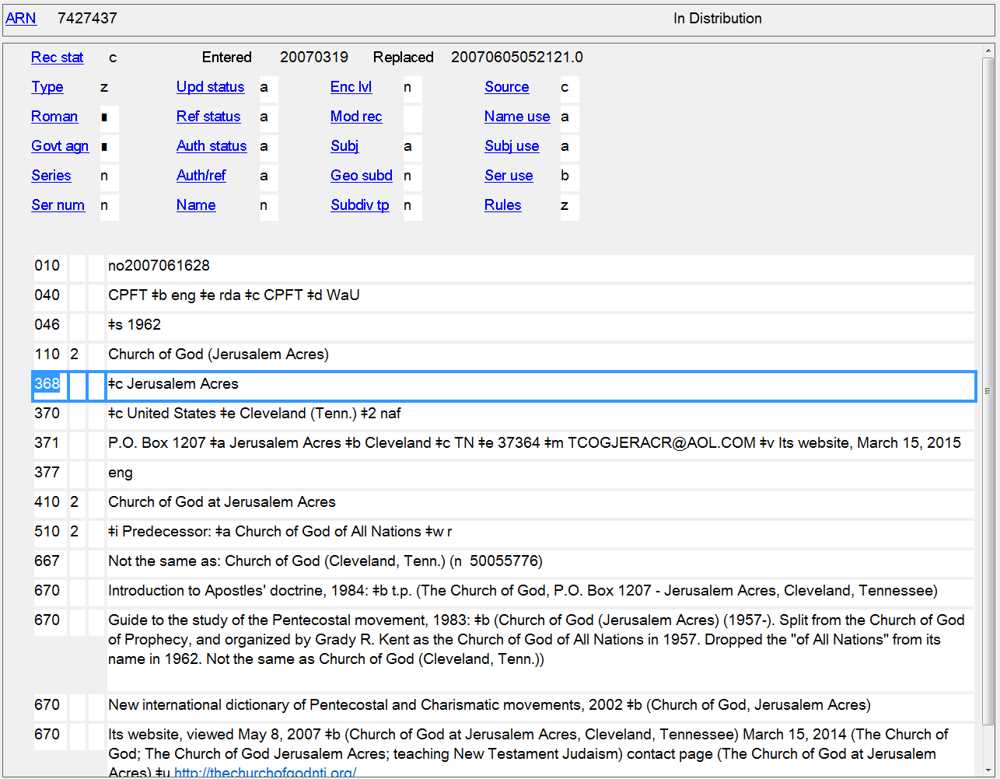 ARN 7427437 In Distribution
Rec stat c Entered 20070319 Replaced 20070605052121.0
Type z Upd status a Enc lvl n Source c
Roman ∎ Ref status a Mod rec Name use a
Govt agn ∎ Auth status a Subj a Subj use a
Series n Auth/ref a Geo subd n Ser use b
Ser num n Name n Subdiv tp n Rules z
010 no2007061628
040 CPFT ǂb eng ǂe rda ǂc CPFT ǂd WaU
046 ǂs 1962
110 2 Church of God (Jerusalem Acres)
368 ǂc Jerusalem Acres
370 ǂc United States ǂe Cleveland (Tenn.) ǂ2 naf
371 P.O. Box 1207 ǂa Jerusalem Acres ǂb Cleveland ǂc TN ǂe 37364 ǂm TCOGJERACR@AOL.COM ǂv Its website, March 15, 2015
377 eng
410 2 Church of God at Jerusalem Acres
510 2 ǂi Predecessor: ǂa Church of God of All Nations ǂw r
667 Not the same as: Church of God (Cleveland, Tenn.) (n  50055776)
670 Introduction to Apostles' doctrine, 1984: ǂb t.p. (The Church of God, P.O. Box 1207 - Jerusalem Acres, Cleveland, Tennessee)
670 Guide to the study of the Pentecostal movement, 1983: ǂb (Church of God (Jerusalem Acres) (1957-). Split from the Church of God
of Prophecy, and organized by Grady R. Kent as the Church of God of All Nations in 1957. Dropped the "of All Nations" from its
name in 1962. Not the same as Church of God (Cleveland, Tenn.))
670 New international dictionary of Pentecostal and Charismatic movements, 2002 ǂb (Church of God, Jerusalem Acres)
670 Its website, viewed May 8, 2007 ǂb (Church of God at Jerusalem Acres, Cleveland, Tennessee) March 15, 2014 (The Church of
God; The Church of God Jerusalem Acres; teaching New Testament Judaism) contact page (The Church of God at Jerusalem
Acres) ǂu http://thechurchofgodntj.org/